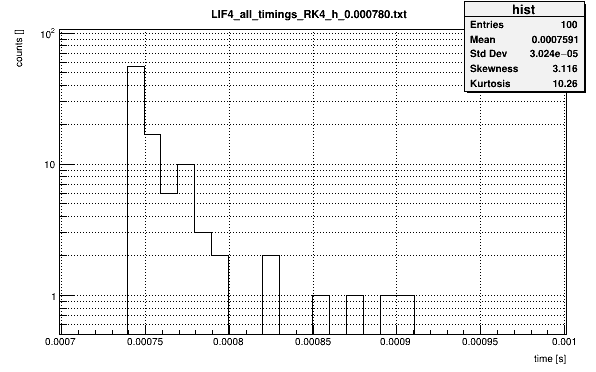 LIF4_all_timings_RK4_h_0.000780.txt
hist
Entries 100
Mean 0.0007591
Std Dev 3.024e−05
Skewness 3.116
Kurtosis 10.26
counts []
10²
10
1
0.0007 0.00075 0.0008 0.00085 0.0009 0.00095 0.001
time [s]